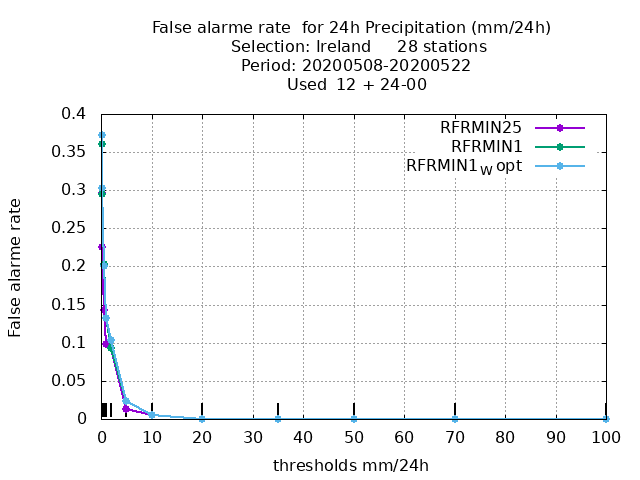 False alarme rate  for 24h Precipitation (mm/24h)
Selection: Ireland     28 stations
Period: 20200508-20200522
Used  12 + 24-00
RFRMIN25
RFRMIN1
RFRMIN1W opt
False alarme rate
0.4
0.35
0.3
0.25
0.2
0.15
0.1
0.05
0
0 10 20 30 40 50 60 70 80 90 100
thresholds mm/24h